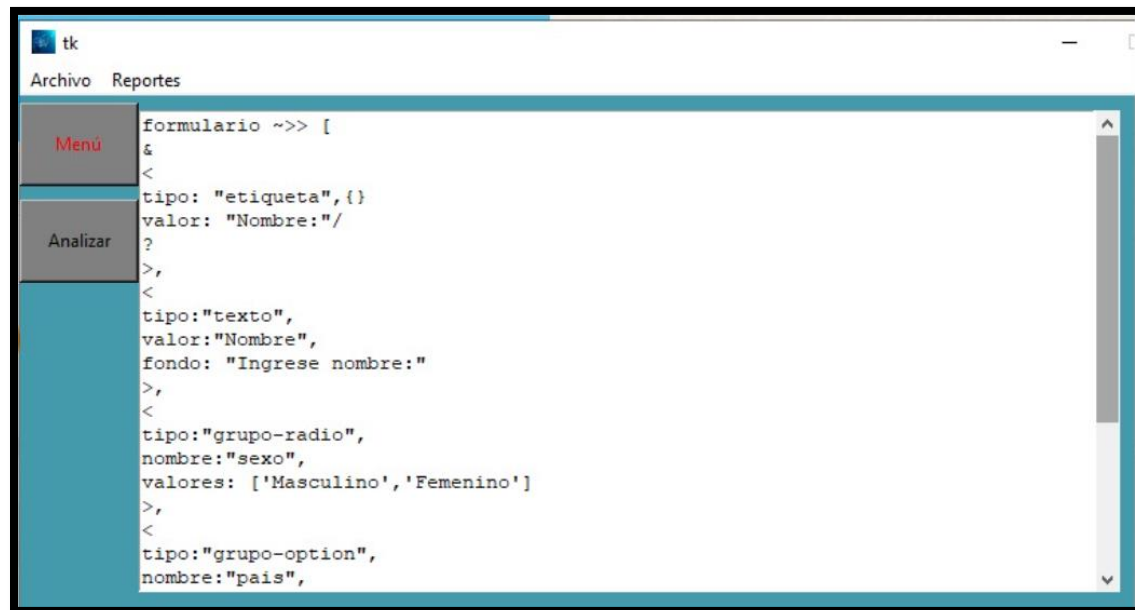 tk
Archivo Reportes
Menú
Analizar
formulario ~>> [
&
<
tipo: "etiqueta",{}
valor: "Nombre:"/
?
>,
<
tipo:"texto",
valor:"Nombre",
fondo: "Ingrese nombre:"
>,
<
tipo:"grupo-radio",
nombre:"sexo",
valores: ['Masculino','Femenino']
>,
<
tipo:"grupo-option",
nombre:"pais",